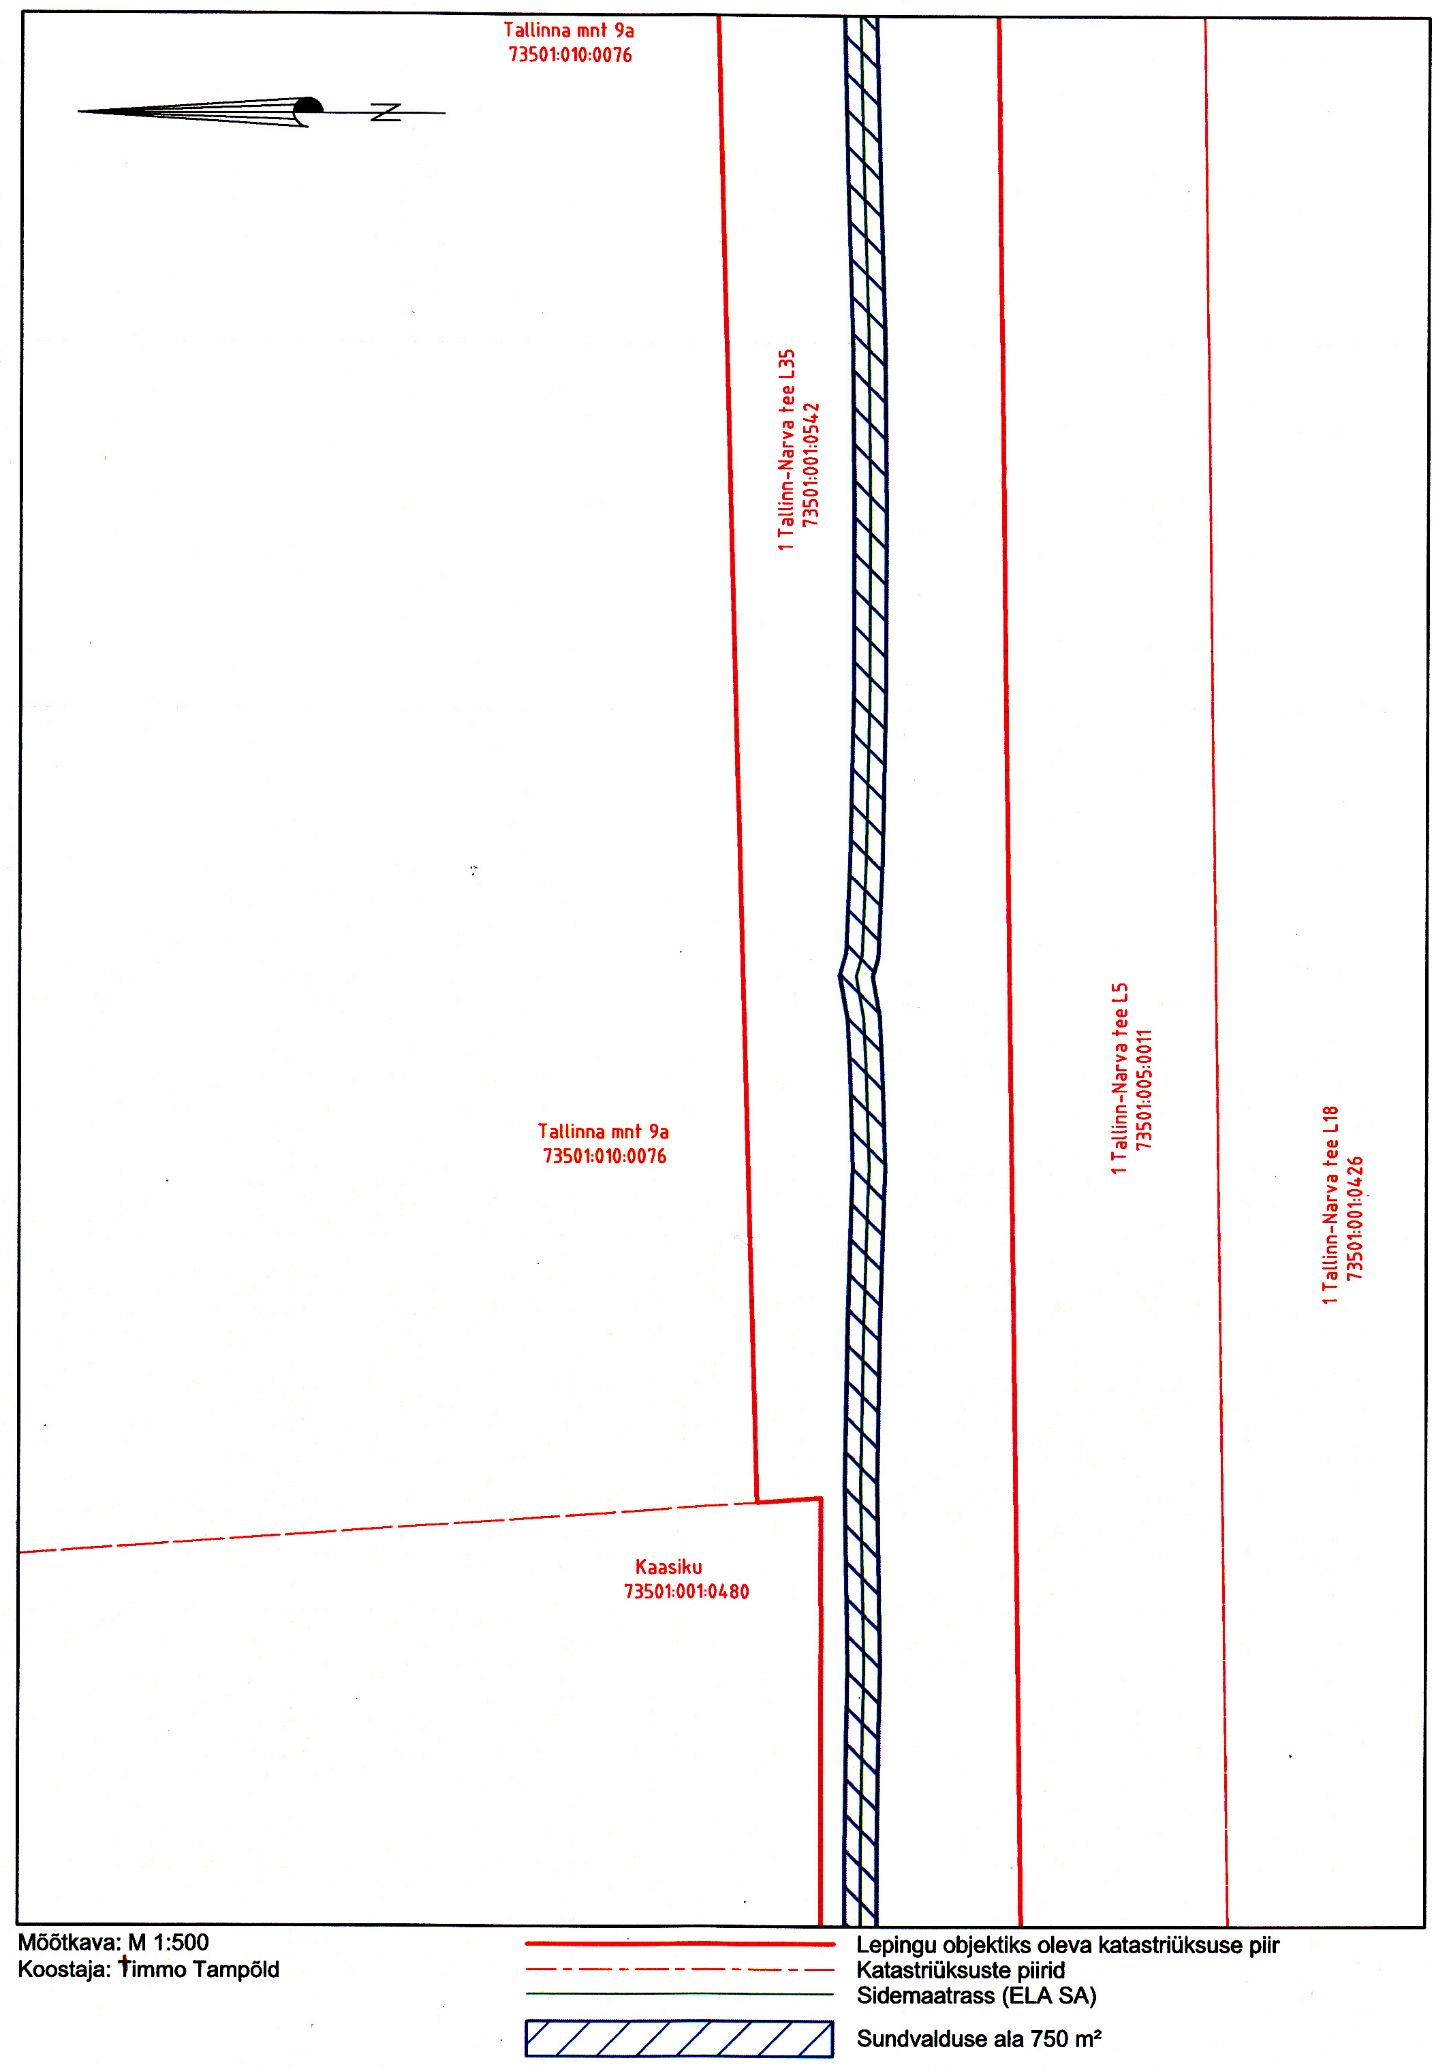 Tallinna mnt 9a
73501:010:0076
N
1 Tallinn-Narva tee L35
73501:001:0542
1 Tallinn-Narva tee L5
73501:005:0011
Tallinna mnt 9a
73501:010:0076
1 Tallinn-Narva tee L18
73501:001:0426
Kaasiku
73501:001:0480
Mõõtkava: M 1:500
Koostaja: Timmo Tampõld
Lepingu objektiks oleva katastriüksuse piir
Katastriüksuste piirid
Sidemaatrass (ELA SA)
Sundvalduse ala 750 m²